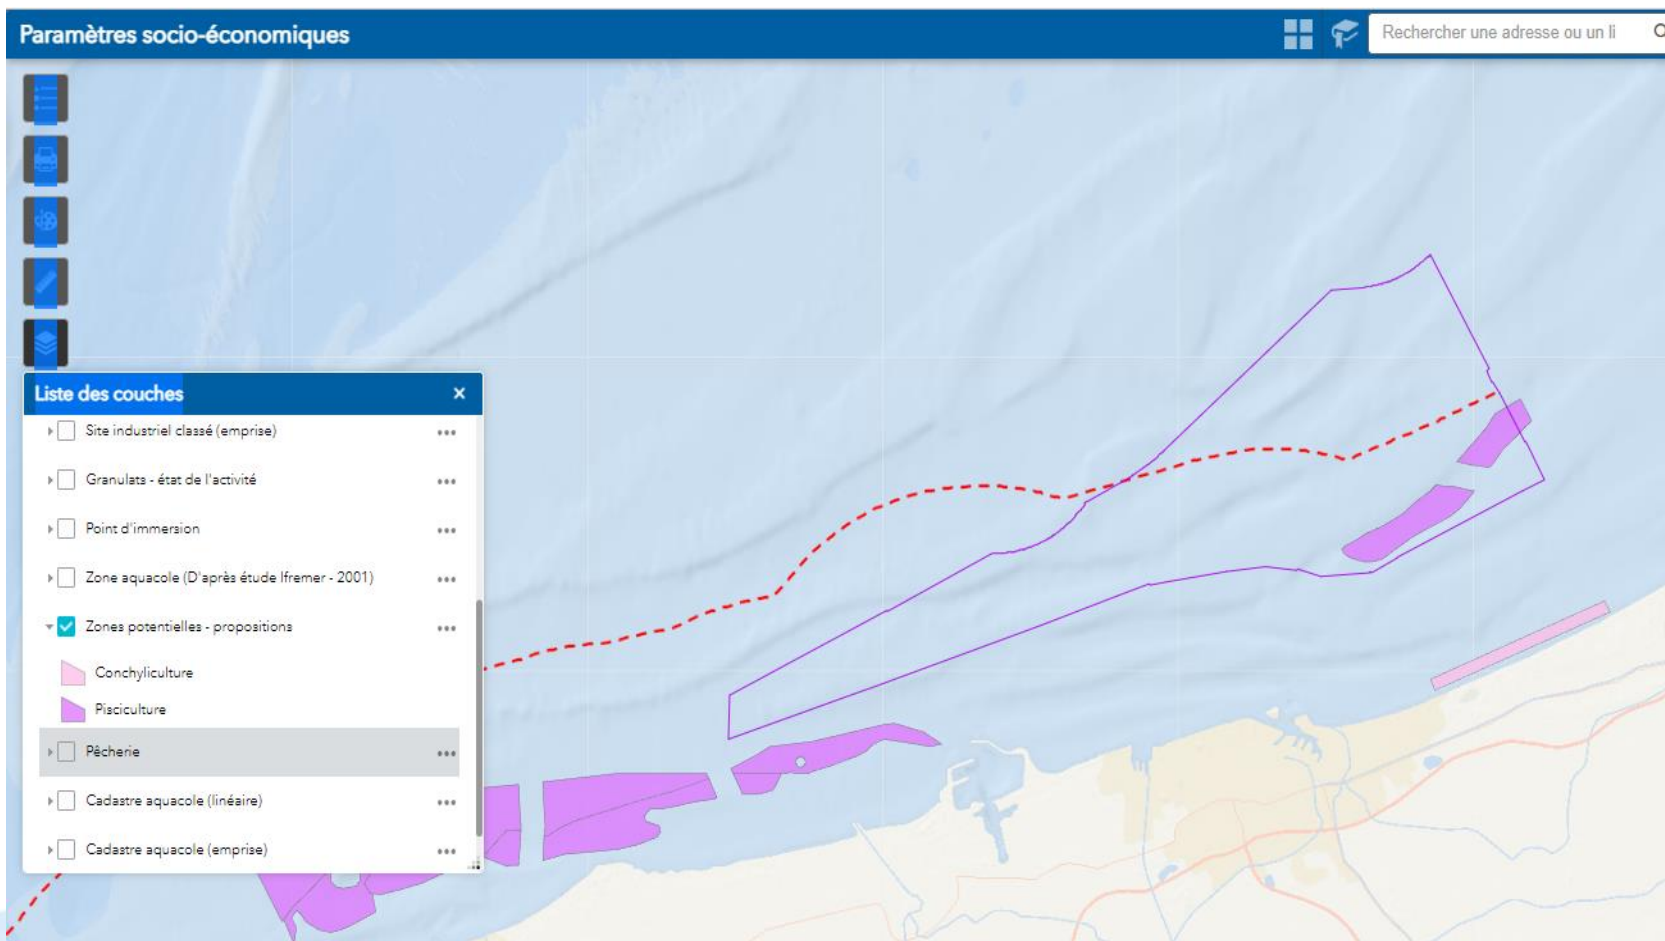 Paramètres socio-économiques
Rechercher une adresse ou un li
Liste des couches
Site industriel classé (emprise)
Granulats - état de l'activité
Point d'immersion
Zone aquacole (D'après étude Ifremer - 2001)
Zones potentielles - propositions
Conchyliculture
Pisciculture
Pêcherie
Cadastre aquacole (linéaire)
Cadastre aquacole (emprise)